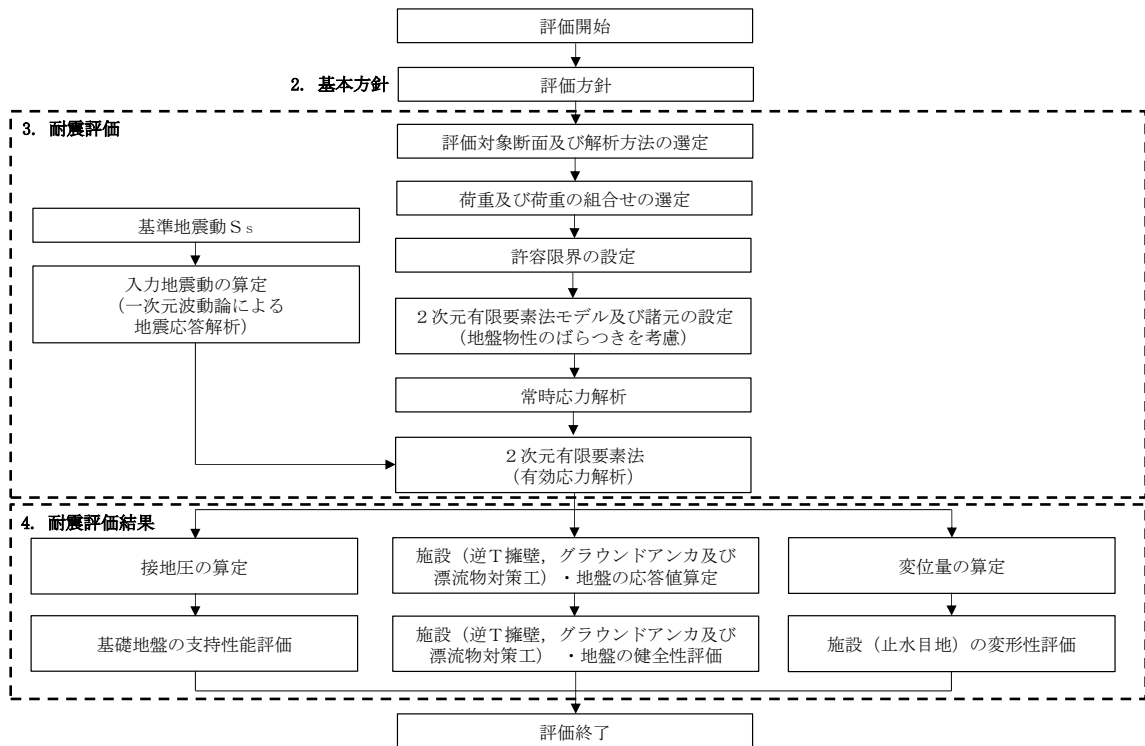 評価開始
2. 基本方針
評価方針
3. 耐震評価
評価対象断面及び解析方法の選定
荷重及び荷重の組合せの選定
基準地震動Ｓｓ
許容限界の設定
入力地震動の算定
（一次元波動論による
地震応答解析）
２次元有限要素法モデル及び諸元の設定
（地盤物性のばらつきを考慮）
常時応力解析
２次元有限要素法
（有効応力解析）
4. 耐震評価結果
接地圧の算定
施設（逆Ｔ擁壁，グラウンドアンカ及び
漂流物対策工）・地盤の応答値算定
変位量の算定
基礎地盤の支持性能評価
施設（逆Ｔ擁壁，グラウンドアンカ及び
漂流物対策工）・地盤の健全性評価
施設（止水目地）の変形性評価
評価終了